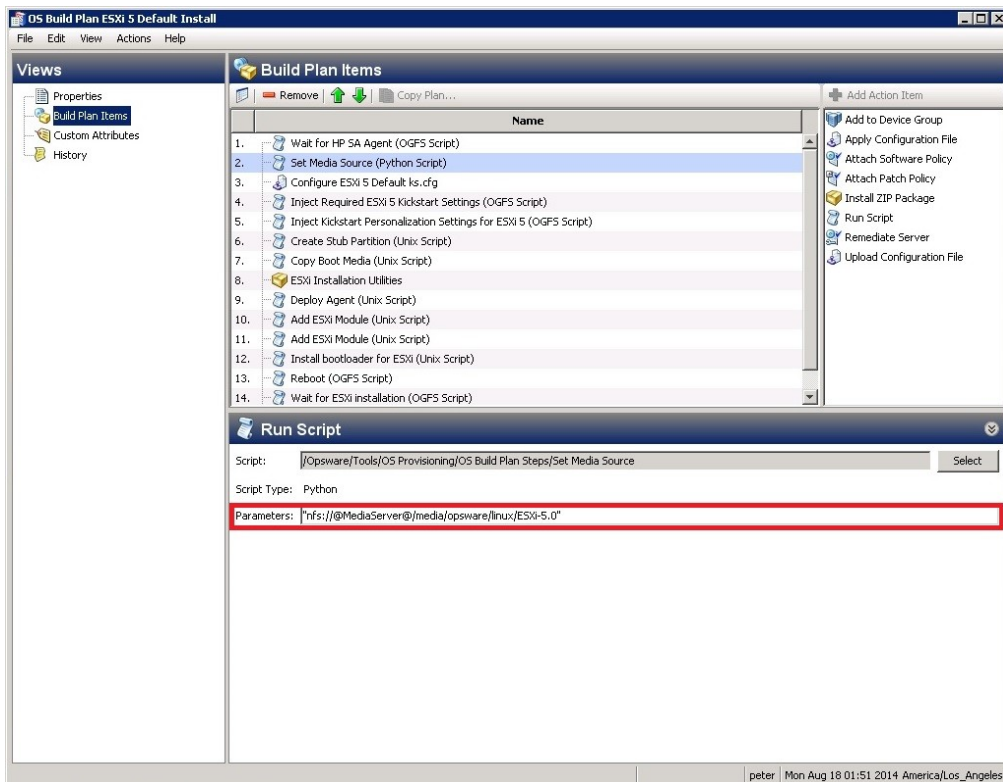 OS Build Plan ESXi 5 Default Install
File Edit View Actions Help
Views
Properties
Build Plan Items
Custom Attributes
History
Build Plan Items
Remove Copy Plan...
Name
1. Wait for HP SA Agent (OGFS Script)
2. Set Media Source (Python Script)
3. Configure ESXi 5 Default ks.cfg
4. Inject Required ESXi 5 Kickstart Settings (OGFS Script)
5. Inject Kickstart Personalization Settings for ESXi 5 (OGFS Script)
6. Create Stub Partition (Unix Script)
7. Copy Boot Media (Unix Script)
8. ESXi Installation Utilities
9. Deploy Agent (Unix Script)
10. Add ESXi Module (Unix Script)
11. Add ESXi Module (Unix Script)
12. Install bootloader for ESXi (Unix Script)
13. Reboot (OGFS Script)
14. Wait for ESXi installation (OGFS Script)
Add Action Item
Add to Device Group
Apply Configuration File
Attach Software Policy
Attach Patch Policy
Install ZIP Package
Run Script
Remediate Server
Upload Configuration File
Run Script
Script: /Opsware/Tools/OS Provisioning/OS Build Plan Steps/Set Media Source Select
Script Type: Python
Parameters: "nfs://@MediaServer@/media/opsware/linux/ESXi-5.0"
peter Mon Aug 18 01:51 2014 America/Los_Angeles